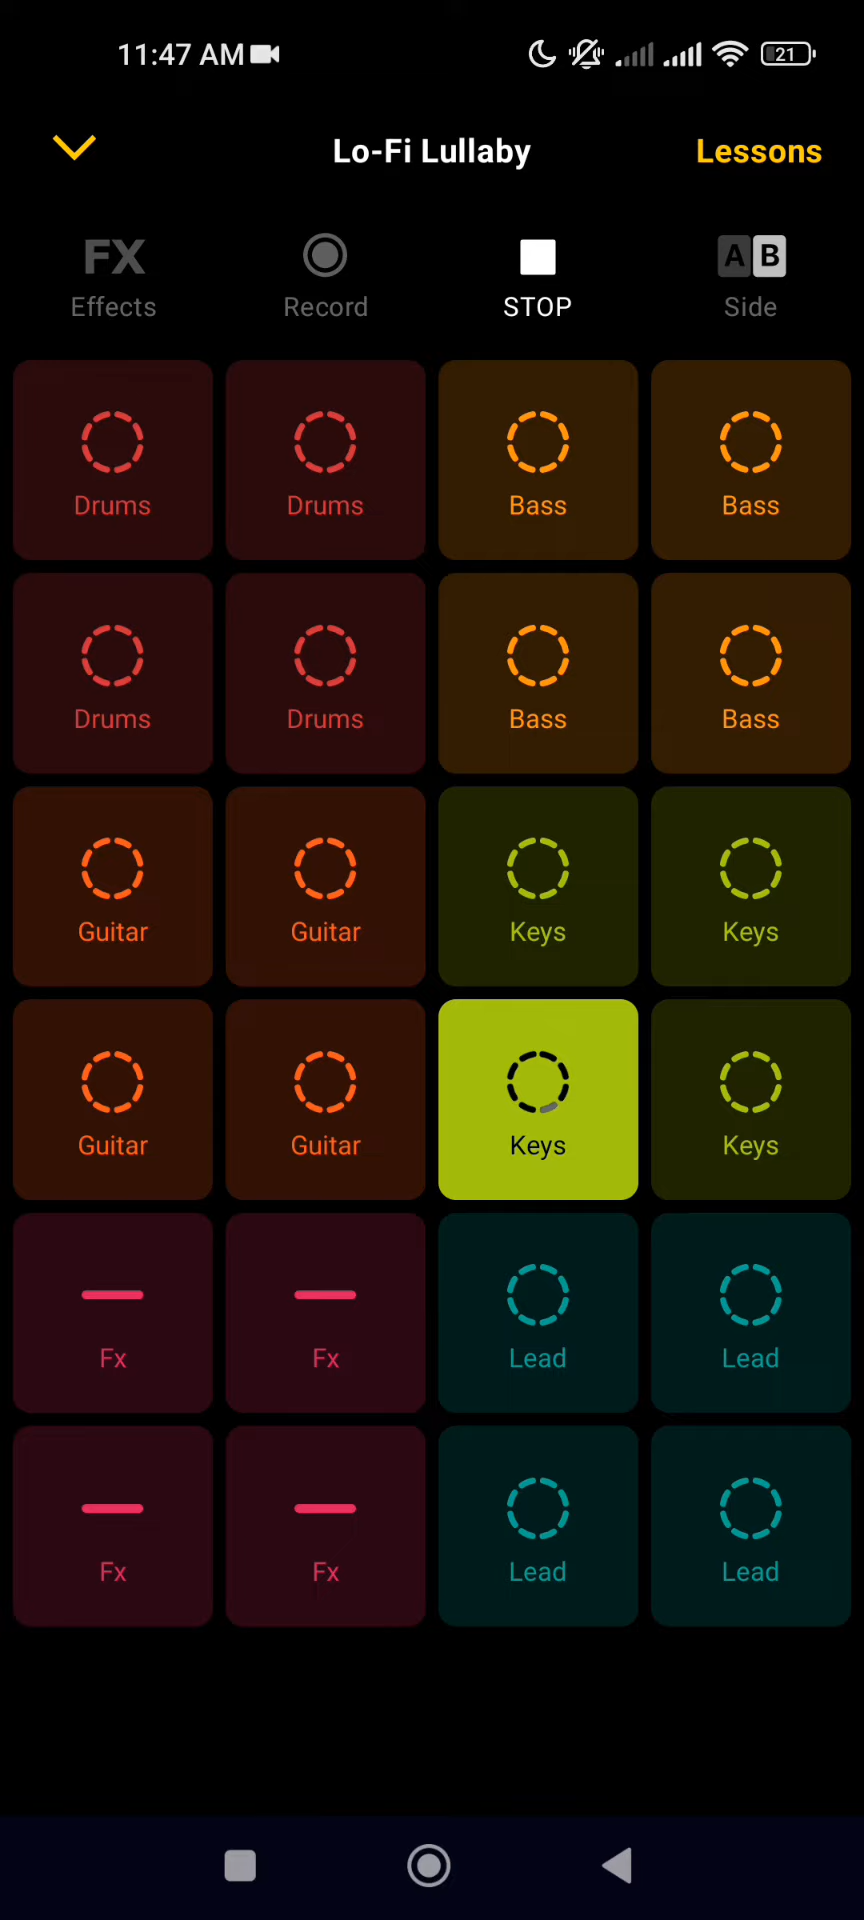 11:47 AM 21
Lo-Fi Lullaby Lessons
FX A B
Effects Record STOP Side
Drums Drums Bass Bass
Drums Drums Bass Bass
Guitar Guitar Keys Keys
Guitar Guitar Keys Keys
Fx Fx Lead Lead
Fx Fx Lead Lead